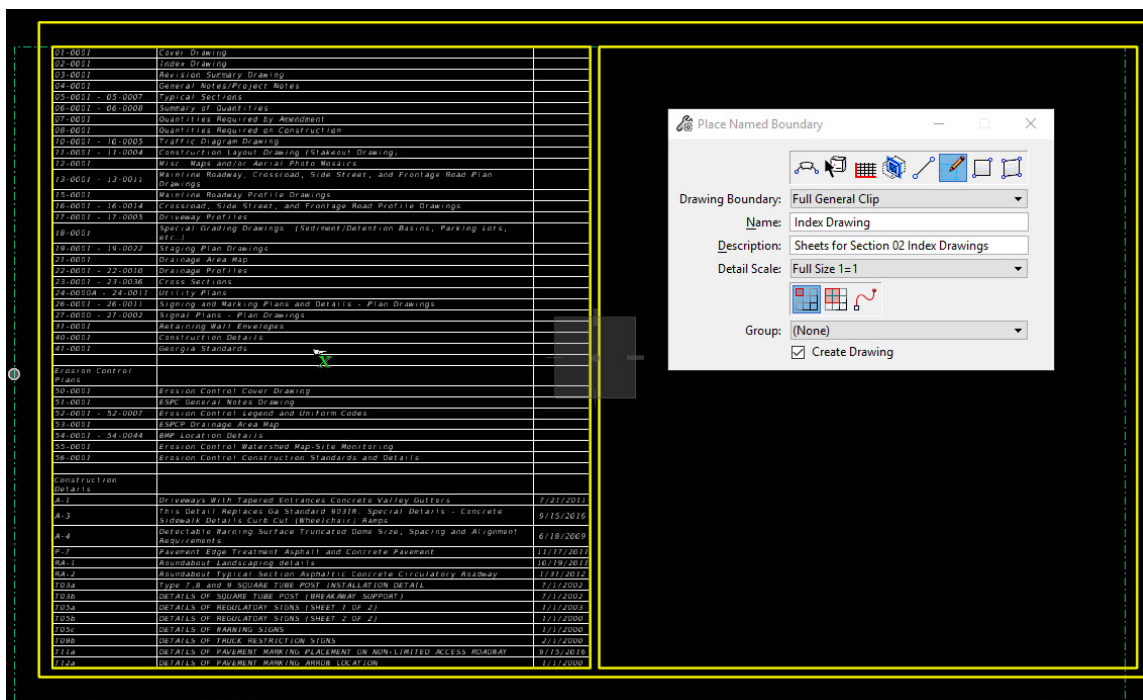 01-0001 Cover Drawing
02-0001 Index Drawing
03-0001 Revision Summary Drawing
04-0001 General Notes/Project Notes
05-0001 - 05-0007 Typical Sections
06-0001 - 06-0008 Summary of Quantities
07-0001 Quantities Required by Amendment
08-0001 Quantities Required on Construction
10-0001 - 10-0005 Traffic Diagram Drawing
11-0001 - 11-0004 Construction Layout Drawing (Stakeout Drawing)
12-0001 Misc. Maps and/or Aerial Photo Mosaics
13-0001 - 13-0011 Mainline Roadway, Crossroad, Side Street, and Frontage Road Plan
Drawings
15-0001 Mainline Roadway Profile Drawings
16-0001 - 16-0014 Crossroad, Side Street, and Frontage Road Profile Drawings
17-0001 - 17-0005 Driveway Profiles
18-0001 Special Grading Drawings (Sediment/Detention Basins, Parking Lots,
etc..)
19-0001 - 19-0022 Staging Plan Drawings
21-0001 Drainage Area Map
22-0001 - 22-0010 Drainage Profiles
23-0001 - 23-0036 Cross Sections
24-0000A - 24-0011 Utility Plans
26-0001 - 26-0011 Signing and Marking Plans and Details - Plan Drawings
27-0000 - 27-0002 Signal Plans - Plan Drawings
31-0001 Retaining Wall Envelopes
40-0001 Construction Details
41-0001 Georgia Standards
Erosion Control
Plans
50-0001 Erosion Control Cover Drawing
51-0001 ESPC General Notes Drawing
52-0001 - 52-0007 Erosion Control Legend and Uniform Codes
53-0001 ESPCP Drainage Area Map
54-0001 - 54-0044 BMP Location Details
55-0001 Erosion Control Watershed Map-Site Monitoring
56-0001 Erosion Control Construction Standards and Details
Construction
Details
A-1 Driveways With Tapered Entrances Concrete Valley Gutters 7/21/2011
A-3 This Detail Replaces Ga Standard 9031W: Special Details - Concrete
Sidewalk Details Curb Cut (Wheelchair) Ramps 9/15/2016
A-4 Detectable Warning Surface Truncated Dome Size, Spacing and Alignment
Requirements 6/18/2009
P-7 Pavement Edge Treatment Asphalt and Concrete Pavement 11/17/2011
RA-1 Roundabout Landscaping details 10/19/2011
RA-2 Roundabout Typical Section Asphaltic Concrete Circulatory Roadway 1/31/2012
T03a Type 7,8 and 9 SQUARE TUBE POST INSTALLATION DETAIL 7/1/2002
T03b DETAILS OF SQUARE TUBE POST (BREAKAWAY SUPPORT) 7/1/2002
T05a DETAILS OF REGULATORY SIGNS (SHEET 1 OF 2) 1/1/2003
T05b DETAILS OF REGULATORY SIGNS (SHEET 2 OF 2) 1/1/2000
T05c DETAILS OF WARNING SIGNS 1/1/2000
T09b DETAILS OF TRUCK RESTRICTION SIGNS 2/1/2000
T11a DETAILS OF PAVEMENT MARKING PLACEMENT ON NON-LIMITED ACCESS ROADWAY 9/15/2016
T12a DETAILS OF PAVEMENT MARKING ARROW LOCATION 1/1/2000
X
Place Named Boundary
Drawing Boundary: Full General Clip
Name: Index Drawing
Description: Sheets for Section 02 Index Drawings
Detail Scale: Full Size 1=1
Group: (None)
Create Drawing